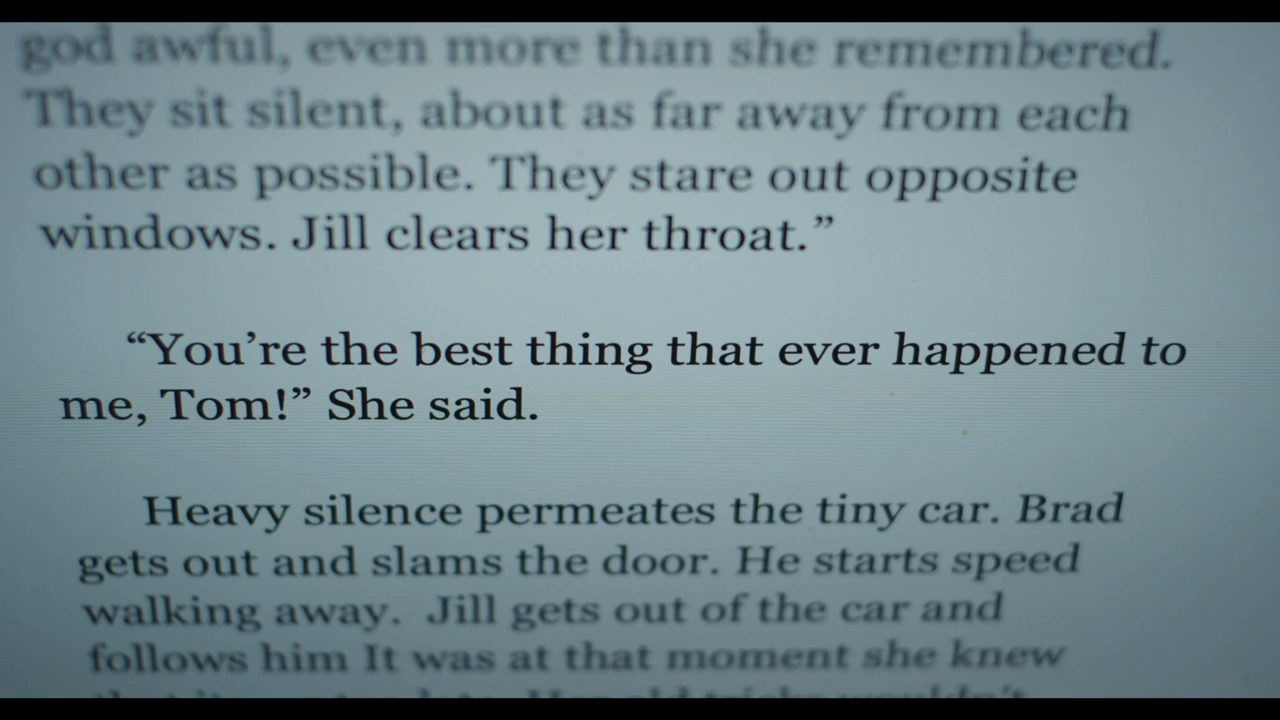 god awful, even more than she remembered.
They sit silent, about as far away from each
other as possible. They stare out opposite
windows. Jill clears her throat.”
“You’re the best thing that ever happened to
me, Tom!” She said.
Heavy silence permeates the tiny car. Brad
gets out and slams the door. He starts speed
walking away. Jill gets out of the car and
follows him It was at that moment she knew